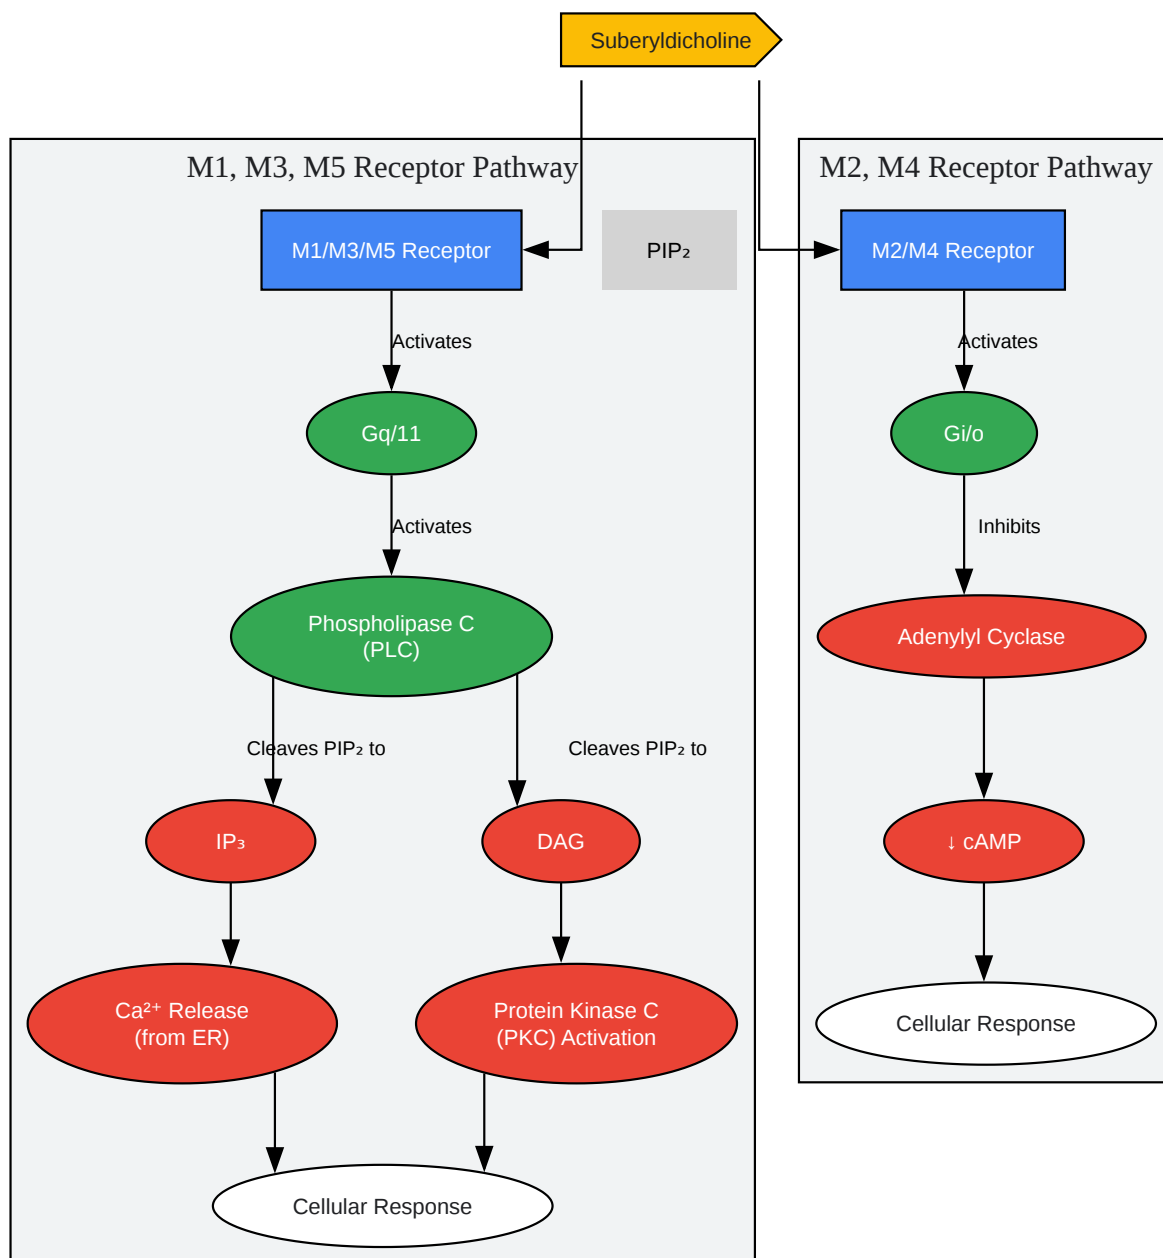 Suberyldicholine
M1, M3, M5 Receptor Pathway
M1/M3/M5 Receptor
PIP₂
Activates
Gq/11
Activates
Phospholipase C
(PLC)
Cleaves PIP₂ to
Cleaves PIP₂ to
IP₃
DAG
Ca²⁺ Release
(from ER)
Protein Kinase C
(PKC) Activation
Cellular Response
M2, M4 Receptor Pathway
M2/M4 Receptor
Activates
Gi/o
Inhibits
Adenylyl Cyclase
↓ cAMP
Cellular Response